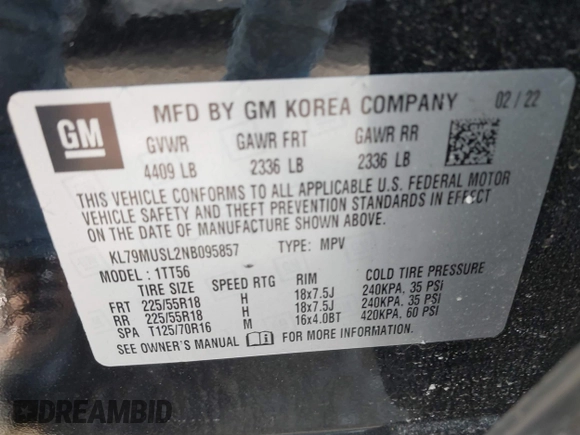 GM
MFD BY GM KOREA COMPANY 02 / 22
GVWR GAWR FRT GAWR RR
4409 LB 2336 LB 2336 LB
THIS VEHICLE CONFORMS TO ALL APPLICABLE U.S. FEDERAL MOTOR
VEHICLE SAFETY AND THEFT PREVENTION STANDARDS IN EFFECT
ON THE DATE OF MANUFACTURE SHOWN ABOVE.
KL79MUSL2NB095857 TYPE: MPV
MODEL : 1TT56
TIRE SIZE SPEED RTG RIM COLD TIRE PRESSURE
FRT 225/55R18 H 18x7.5J 240KPA, 35 PSI
RR 225/55R18 H 18x7.5J 240KPA, 35 PSI
SPA T125/70R16 M 16x4.0BT 420KPA, 60 PSI
SEE OWNER'S MANUAL FOR MORE INFORMATION.
DREAMBID